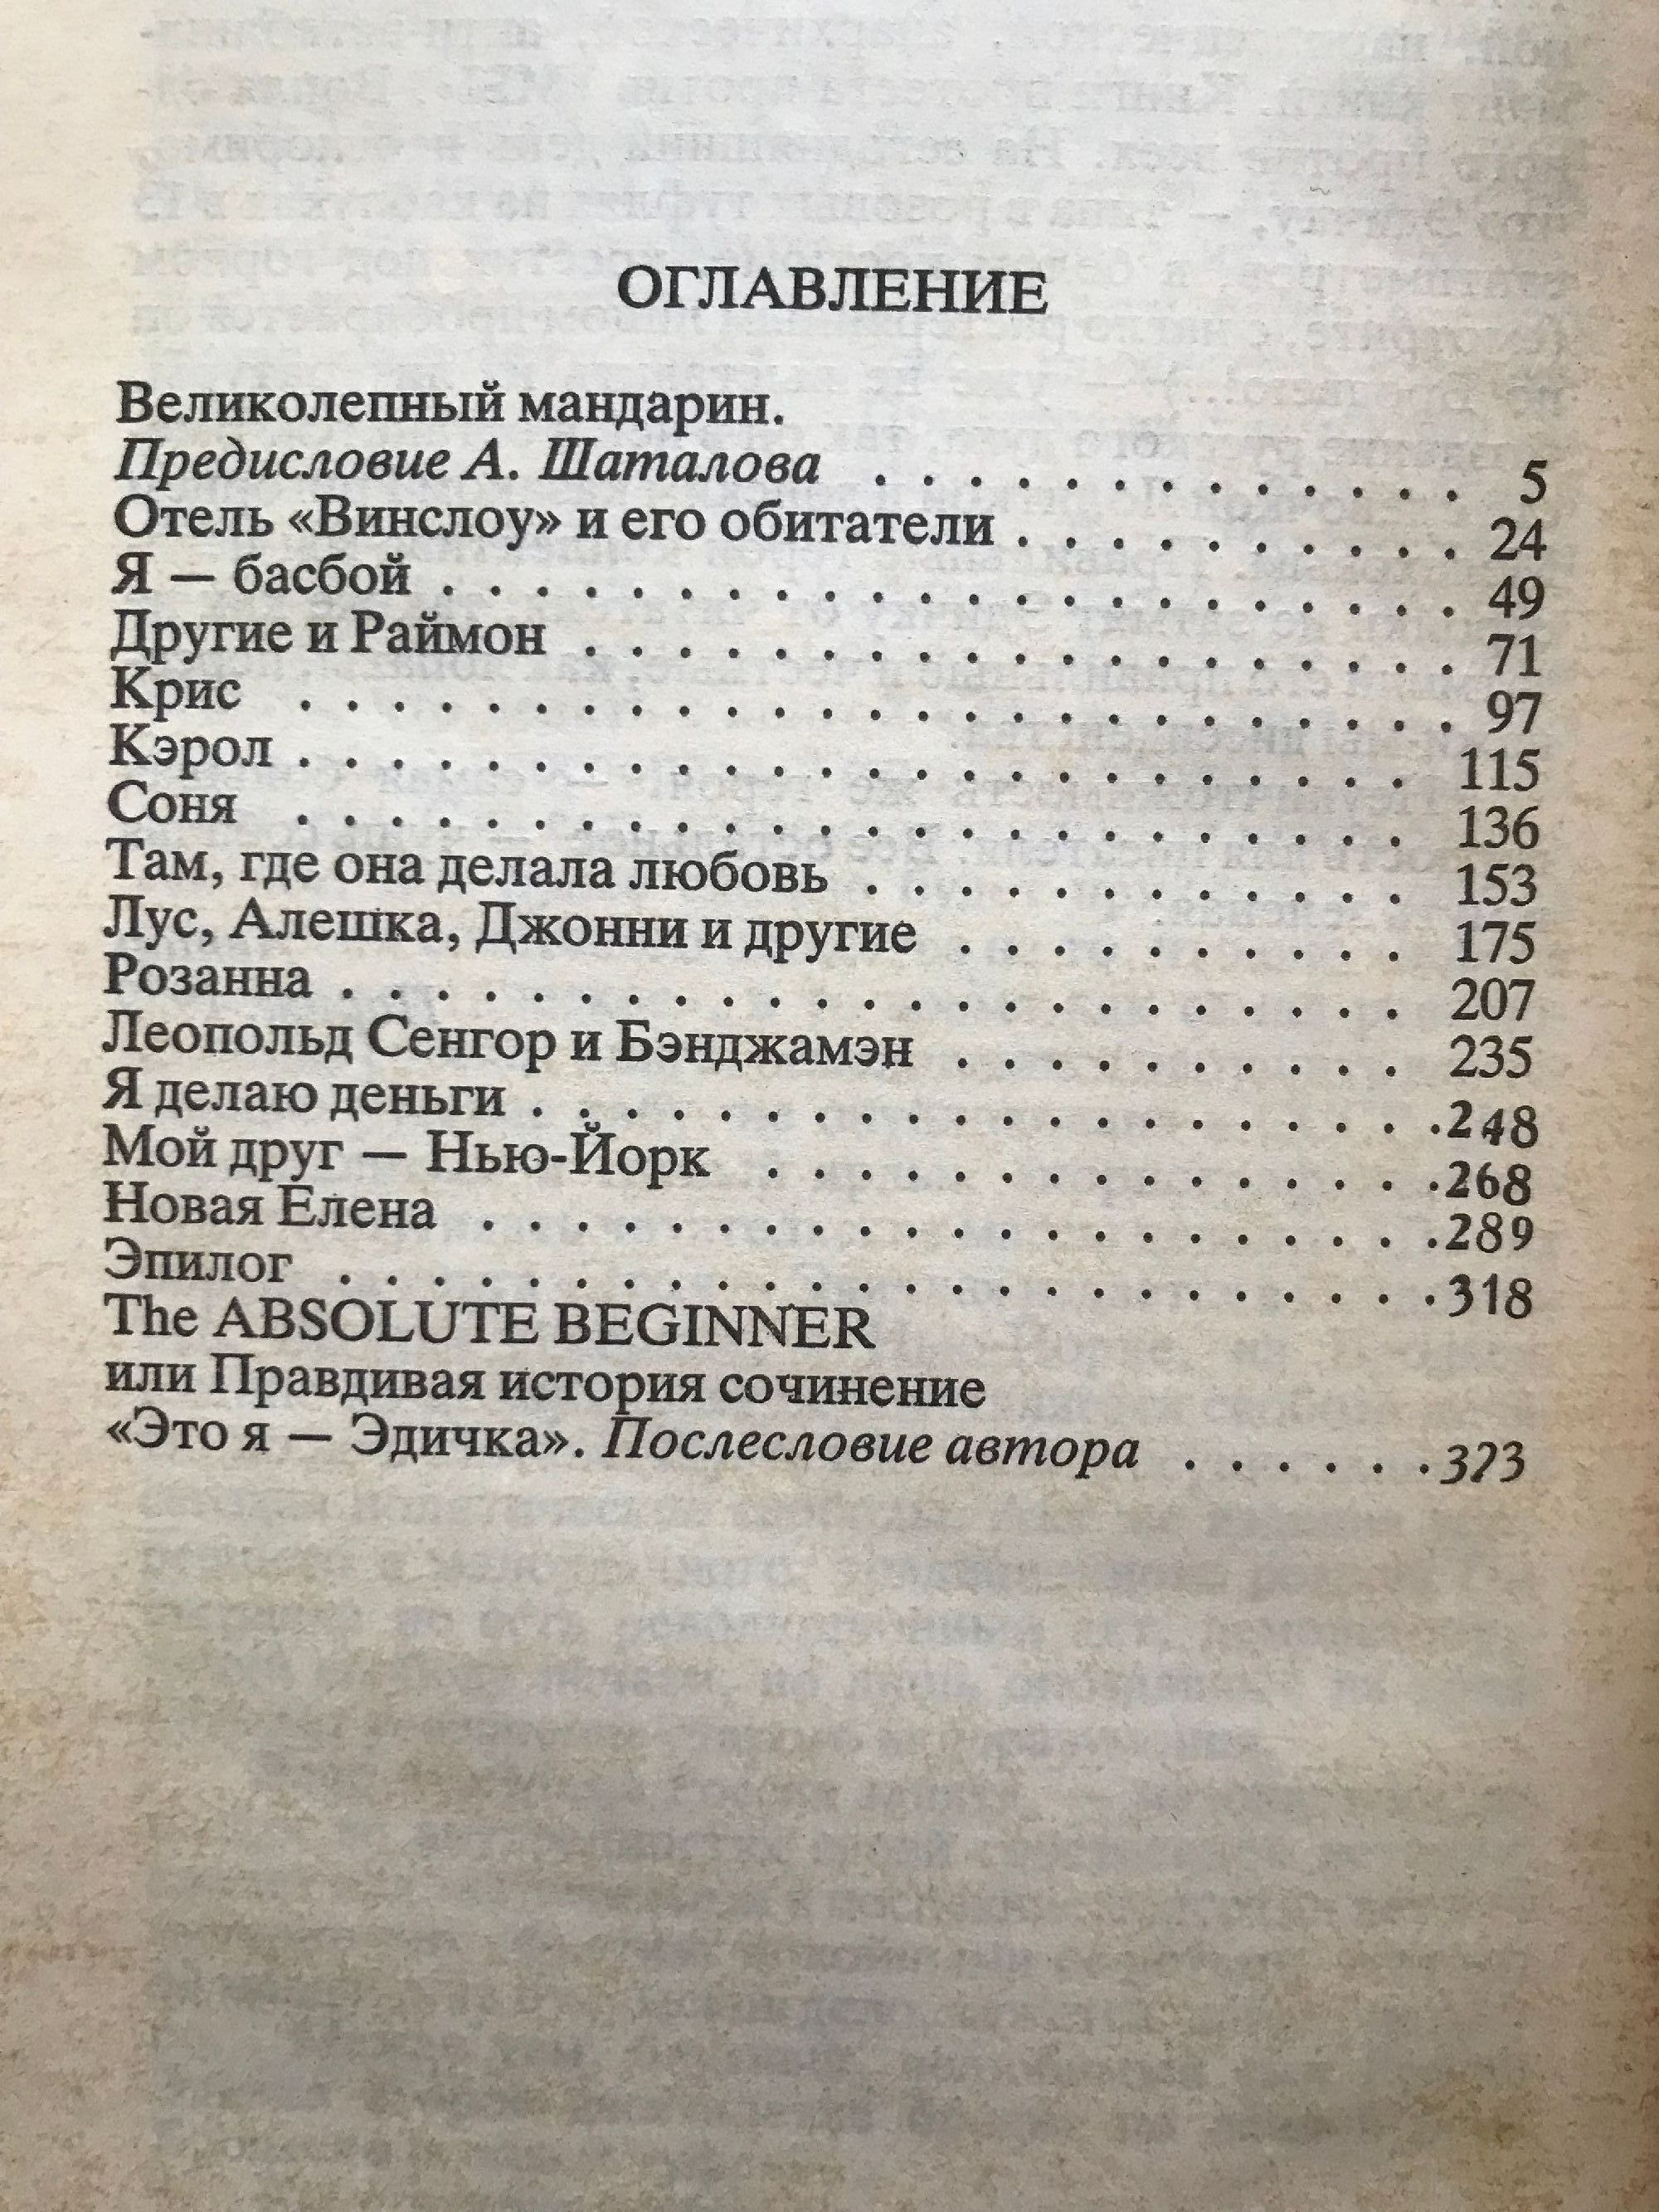 ОГЛАВЛЕНИЕ
Великолепный мандарин.
Предисловие А. Шаталова . . . . . . . . . . . . . 5
Отель «Винслоу» и его обитатели . . . . . . . . . . 24
Я — басбой . . . . . . . . . . . . . . . . . . . . . . 49
Другие и Раймон . . . . . . . . . . . . . . . . . . . 71
Крис . . . . . . . . . . . . . . . . . . . . . . . . . 97
Кэрол . . . . . . . . . . . . . . . . . . . . . . . . 115
Соня . . . . . . . . . . . . . . . . . . . . . . . . 136
Там, где она делала любовь . . . . . . . . . . . . 153
Лус, Алешка, Джонни и другие . . . . . . . . . . 175
Розанна . . . . . . . . . . . . . . . . . . . . . . . 207
Леопольд Сенгор и Бэнджамэн . . . . . . . . . . 235
Я делаю деньги . . . . . . . . . . . . . . . . . . . . 248
Мой друг — Нью-Йорк . . . . . . . . . . . . . . . 268
Новая Елена . . . . . . . . . . . . . . . . . . . . . 289
Эпилог . . . . . . . . . . . . . . . . . . . . . . . . 318
The ABSOLUTE BEGINNER
или Правдивая история сочинение
«Это я — Эдичка». Послесловие автора . . . . . . 323